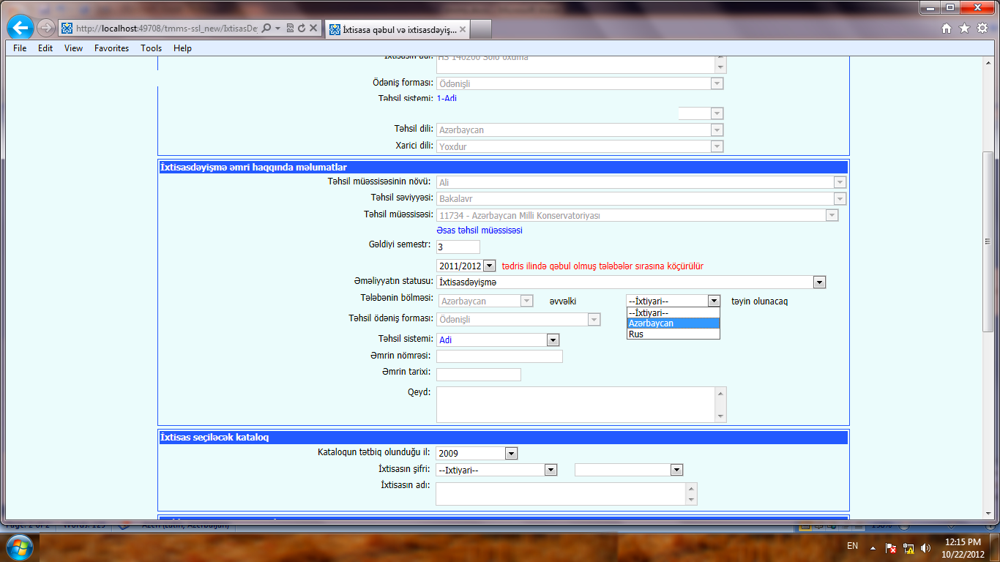 http://localhost:49708/tmms-ssl_new/IxtisasDe
İxtisasa qəbul və ixtisasdəyiş...
File Edit View Favorites Tools Help
İxtisasın adı: HS 140200 Solo oxuma
Ödəniş forması: Ödənişli
Təhsil sistemi: 1-Adi
Təhsil dili: Azərbaycan
Xarici dili: Yoxdur
İxtisasdəyişmə əmri haqqında məlumatlar
Təhsil müəssisəsinin növü: Ali
Təhsil səviyyəsi: Bakalavr
Təhsil müəssisəsi: 11734 - Azərbaycan Milli Konservatoriyası
Əsas təhsil müəssisəsi
Gəldiyi semestr: 3
2011/2012 tədris ilində qəbul olmuş tələbələr sırasına köçürülür
Əməliyyatın statusu: İxtisasdəyişmə
Tələbənin bölməsi: Azərbaycan əvvəlki --İxtiyari-- təyin olunacaq
--İxtiyari--
Azərbaycan
Təhsil ödəniş forması: Ödənişli
Rus
Təhsil sistemi: Adi
Əmrin nömrəsi:
Əmrin tarixi:
Qeyd:
İxtisas seçiləcək kataloq
Kataloqun tətbiq olunduğu il: 2009
İxtisasın şifri: --Ixtiyari--
İxtisasın adı:
Page: 2 of 2 Words: 125 Azeri (Latin, Azerbaijan)
EN 12:15 PM
10/22/2012